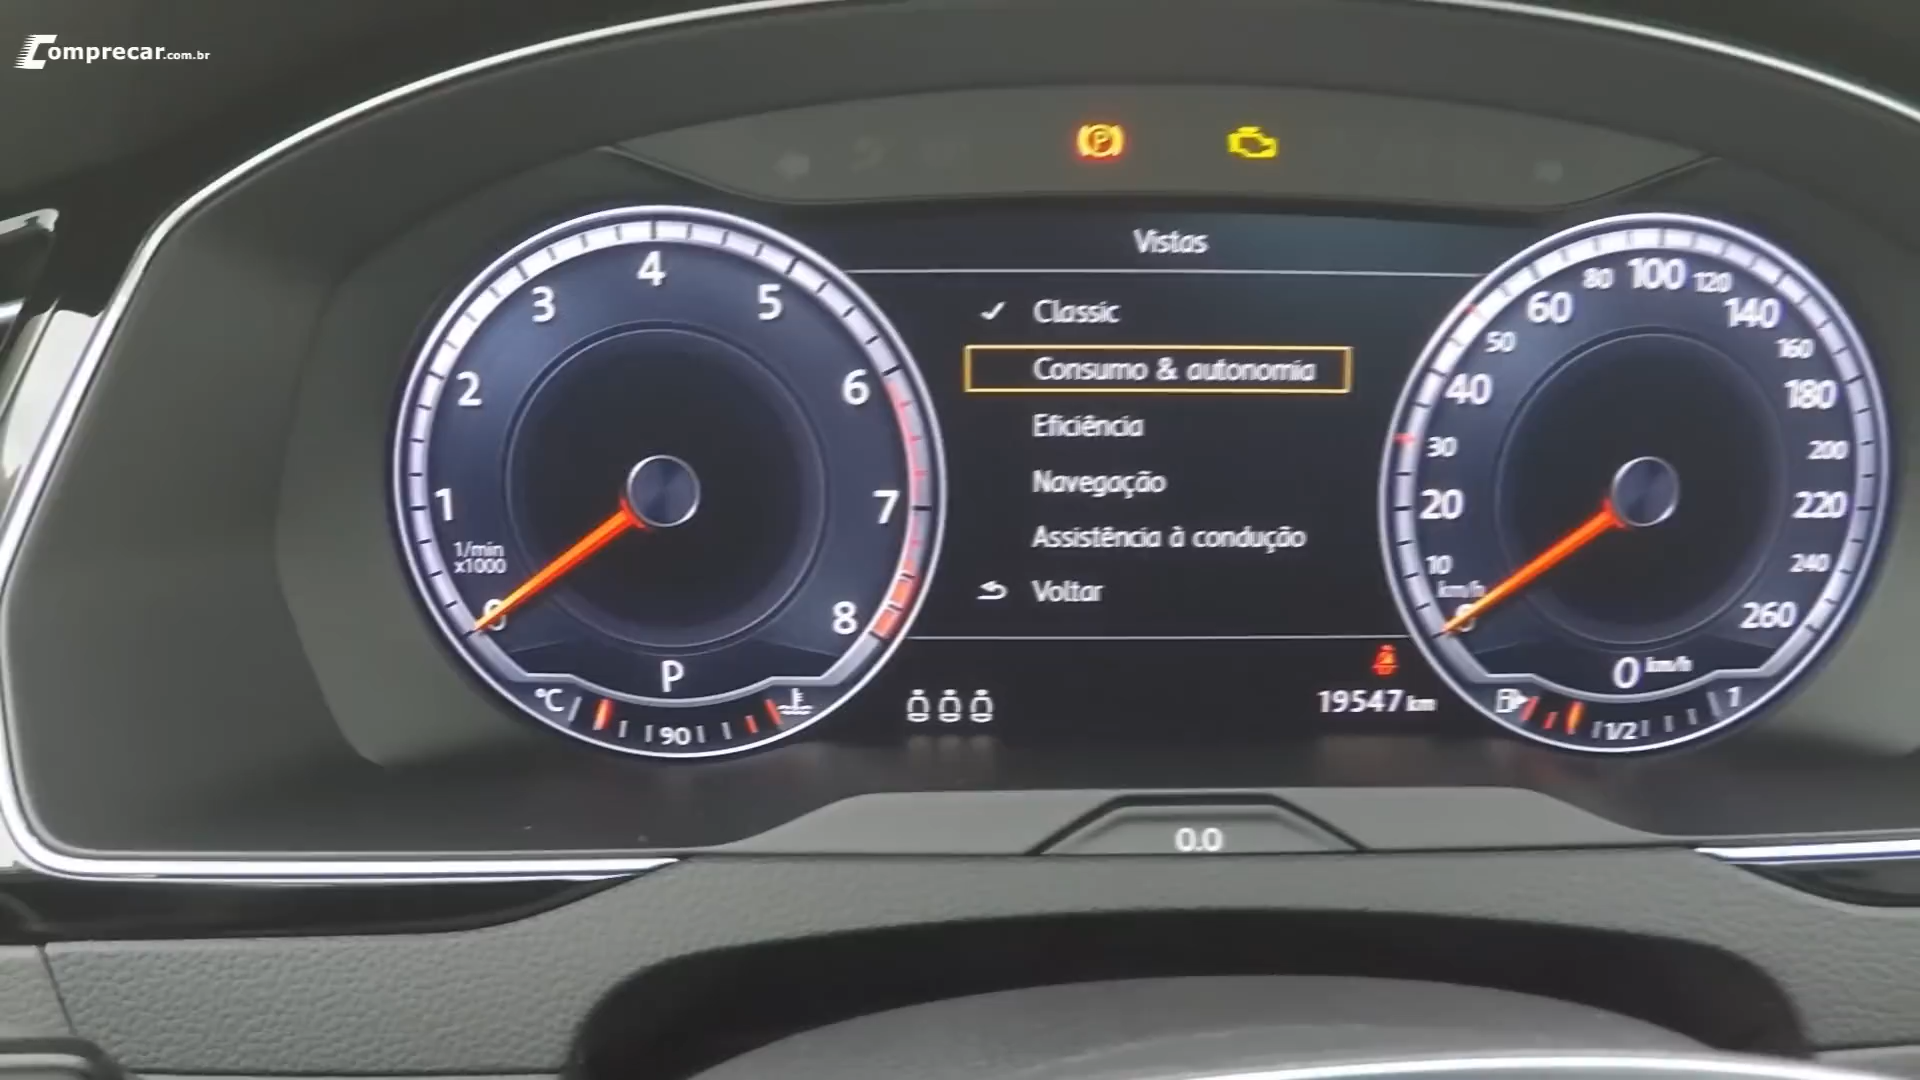 Comprecar.com.br
P
Vistas
✓ Classic
Consumo & autonomia
Eficiência
Navegação
Assistência à condução
Voltar
0 1 2 3 4 5 6 7 8
1/min
x1000
P
°C
90
0 10 20 30 40 50 60 80 100 120 140 160 180 200 220 240 260
km/h
0 km/h
1/2 1
19547 km
0.0